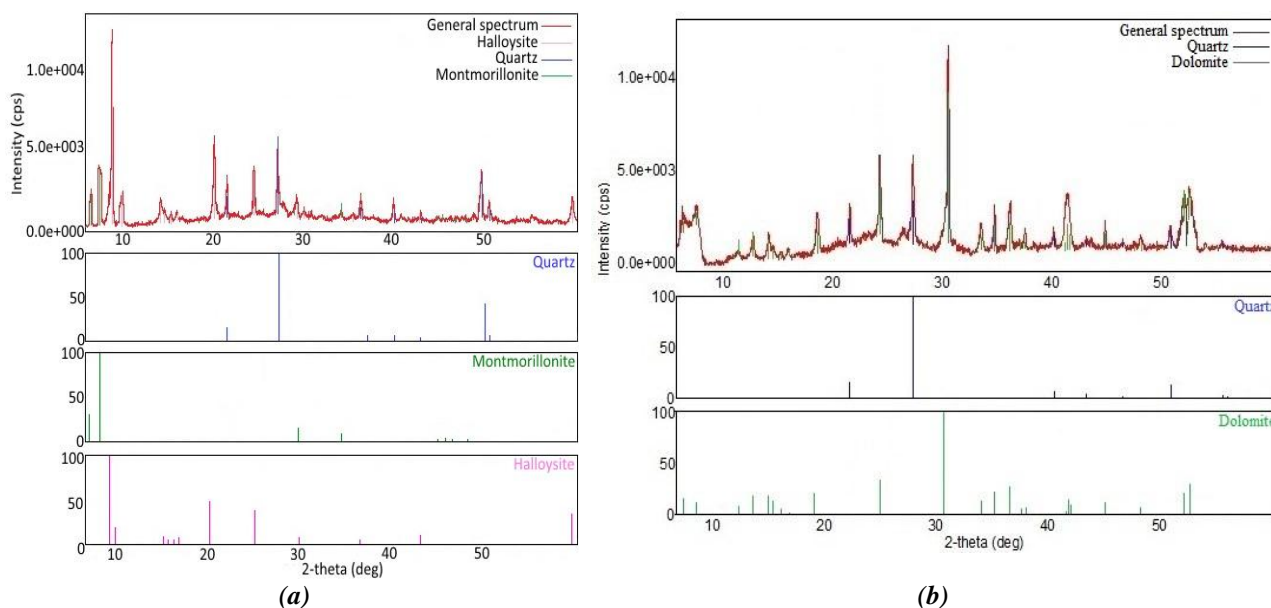 General spectrum
Halloysite
Quartz
Montmorillonite
Intensity (cps)
1.0e+004
5.0e+003
0.0e+000
10 20 30 40 50
Quartz
100
50
0
Montmorillonite
100
50
0
Halloysite
100
50
0
10 20 30 40 50
2-theta (deg)
(a)
General spectrum
Quartz
Dolomite
Intensity (cps)
1.0e+004
5.0e+003
0.0e+000
10 20 30 40 50
Quartz
100
50
0
Dolomite
100
50
0
10 20 30 40 50
2-theta (deg)
(b)